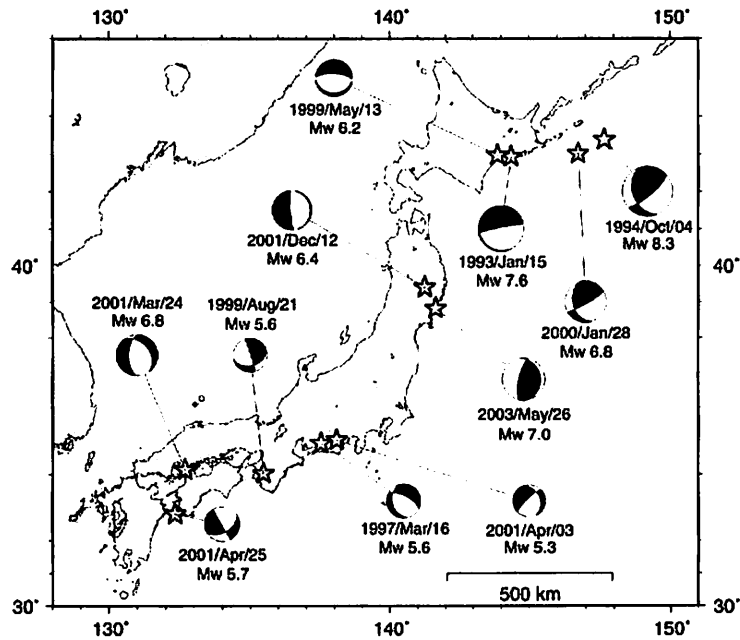 130° 140° 150°
1999/May/13
Mw 6.2
2001/Dec/12
Mw 6.4
1993/Jan/15
Mw 7.6
1994/Oct/04
Mw 8.3
40° 40°
2001/Mar/24
Mw 6.8
1999/Aug/21
Mw 5.6
2000/Jan/28
Mw 6.8
2003/May/26
Mw 7.0
1997/Mar/16
Mw 5.6
2001/Apr/03
Mw 5.3
2001/Apr/25
Mw 5.7
500 km
30° 30°
130° 140° 150°